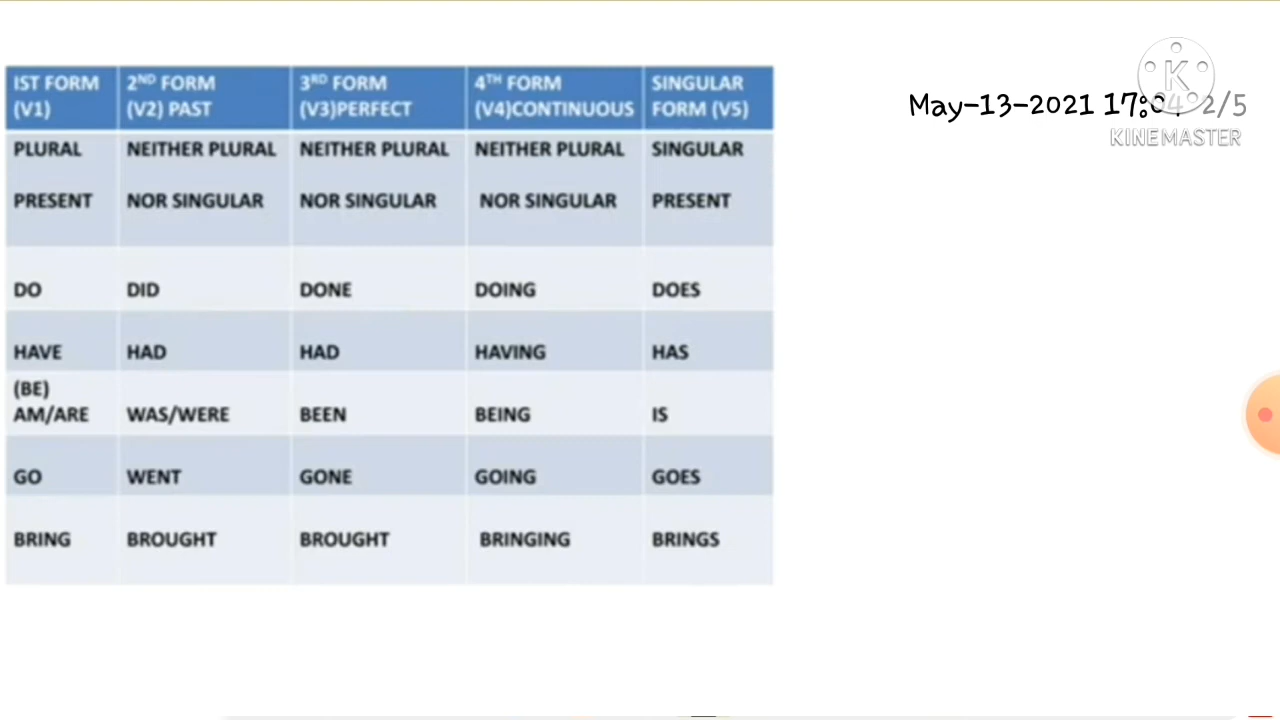 IST FORM (V1) 2ND FORM (V2) PAST 3RD FORM (V3)PERFECT 4TH FORM (V4)CONTINUOUS SINGULAR FORM (V5)
PLURAL PRESENT NEITHER PLURAL NOR SINGULAR NEITHER PLURAL NOR SINGULAR NEITHER PLURAL NOR SINGULAR SINGULAR PRESENT
DO DID DONE DOING DOES
HAVE HAD HAD HAVING HAS
(BE) AM/ARE WAS/WERE BEEN BEING IS
GO WENT GONE GOING GOES
BRING BROUGHT BROUGHT BRINGING BRINGS
May-13-2021 2/5
K
KINEMASTER